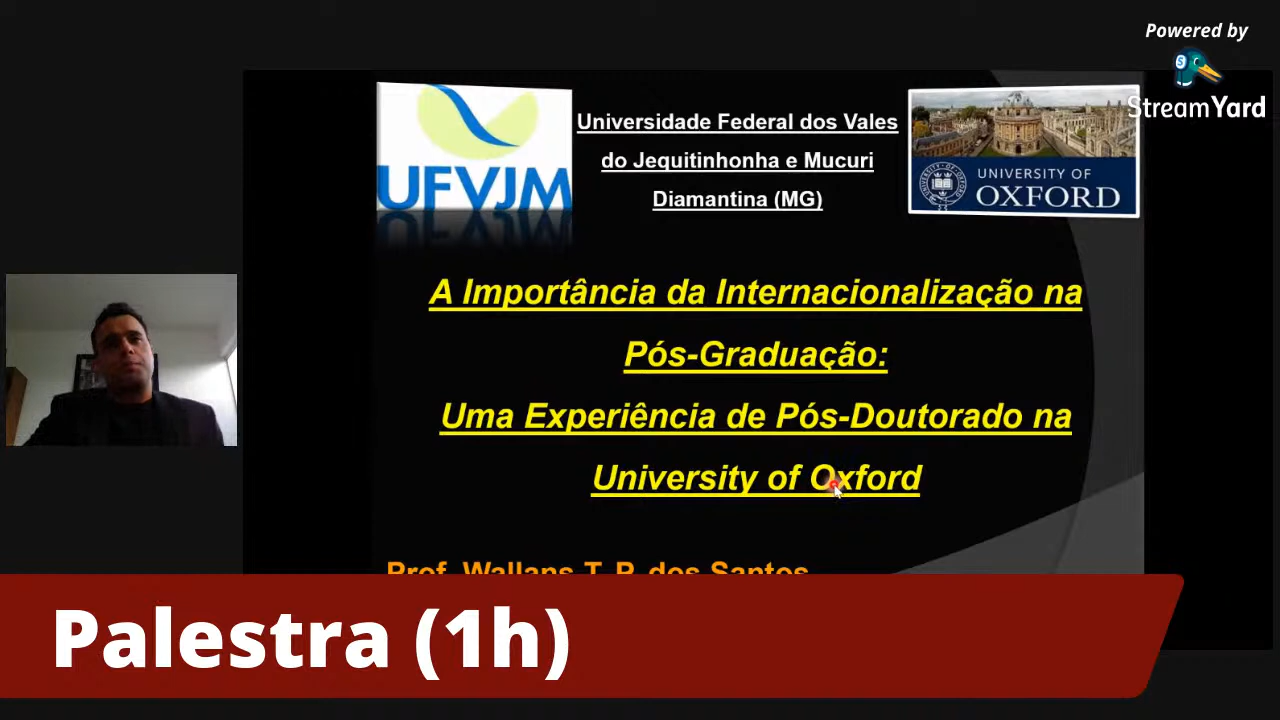 Powered by
StreamYard
UFVJM
Universidade Federal dos Vales
do Jequitinhonha e Mucuri
Diamantina (MG)
UNIVERSITY OF
OXFORD
A Importância da Internacionalização na
Pós-Graduação:
Uma Experiência de Pós-Doutorado na
University of Oxford
Prof. Wallans T. P. dos Santos
Palestra (1h)